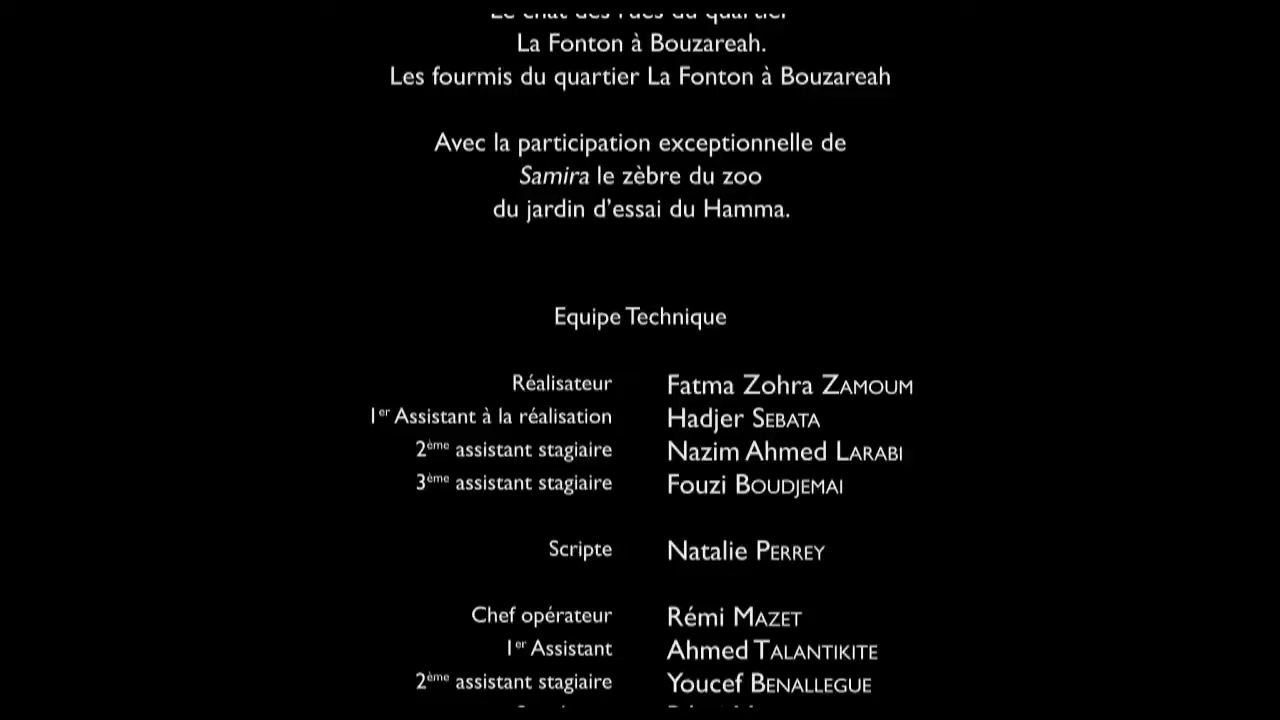 Le chat des rues du quartier
La Fonton à Bouzareah.
Les fourmis du quartier La Fonton à Bouzareah
Avec la participation exceptionnelle de
Samira le zèbre du zoo
du jardin d’essai du Hamma.
Equipe Technique
Réalisateur Fatma Zohra ZAMOUM
1er Assistant à la réalisation Hadjer SEBATA
2ème assistant stagiaire Nazim Ahmed LARABI
3ème assistant stagiaire Fouzi BOUDJEMAI
Scripte Natalie PERREY
Chef opérateur Rémi MAZET
1er Assistant Ahmed TALANTIKITE
2ème assistant stagiaire Youcef BENALLEGUE